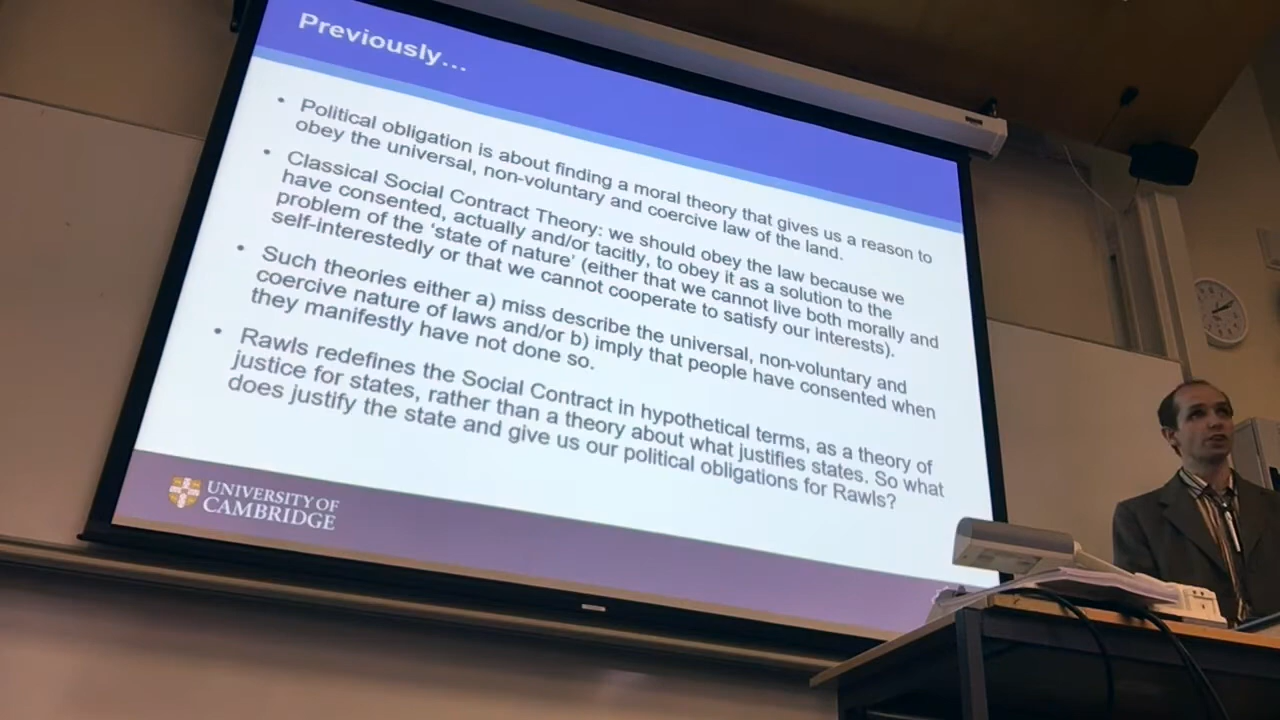 Previously...
• Political obligation is about finding a moral theory that gives us a reason to
obey the universal, non-voluntary and coercive law of the land.
• Classical Social Contract Theory: we should obey the law because we
have consented, actually and/or tacitly, to obey it as a solution to the
problem of the 'state of nature' (either that we cannot live both morally and
self-interestedly or that we cannot cooperate to satisfy our interests).
• Such theories either a) miss describe the universal, non-voluntary and
coercive nature of laws and/or b) imply that people have consented when
they manifestly have not done so.
• Rawls redefines the Social Contract in hypothetical terms, as a theory of
justice for states, rather than a theory about what justifies states. So what
does justify the state and give us our political obligations for Rawls?
UNIVERSITY OF
CAMBRIDGE